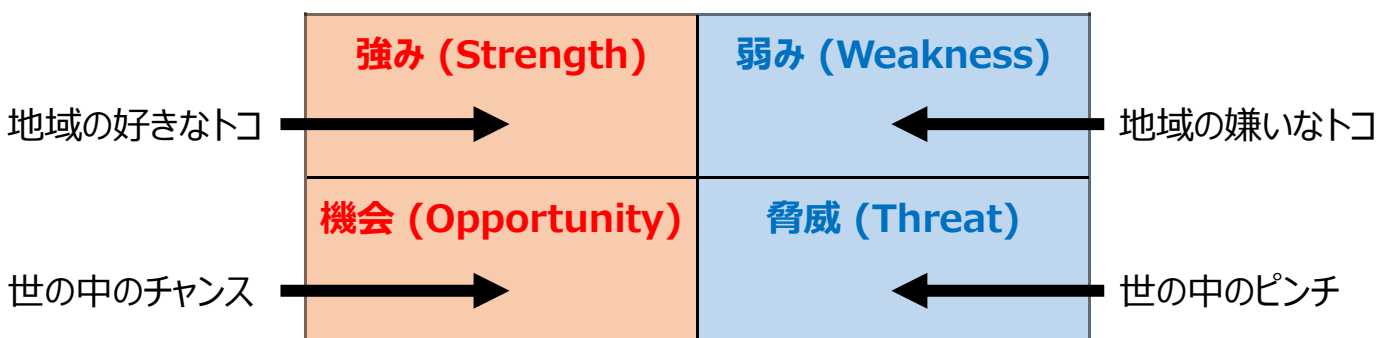 強み (Strength)
弱み (Weakness)
地域の好きなトコ
地域の嫌いなトコ
機会 (Opportunity)
脅威 (Threat)
世の中のチャンス
世の中のピンチ